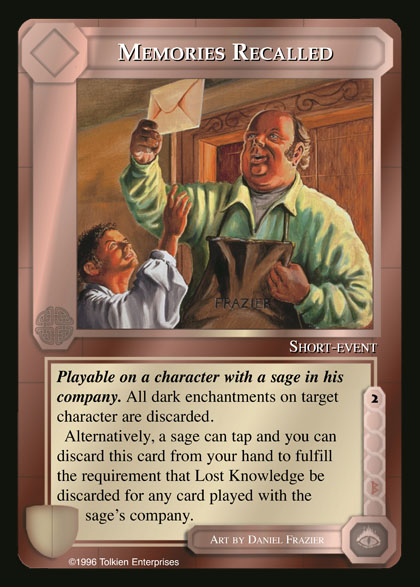 Memories Recalled
FRAZIER
Short-event
Playable on a character with a sage in his
company. All dark enchantments on target
character are discarded.
Alternatively, a sage can tap and you can
discard this card from your hand to fulfill
the requirement that Lost Knowledge be
discarded for any card played with the
sage's company.
2
Art by Daniel Frazier
©1996 Tolkien Enterprises